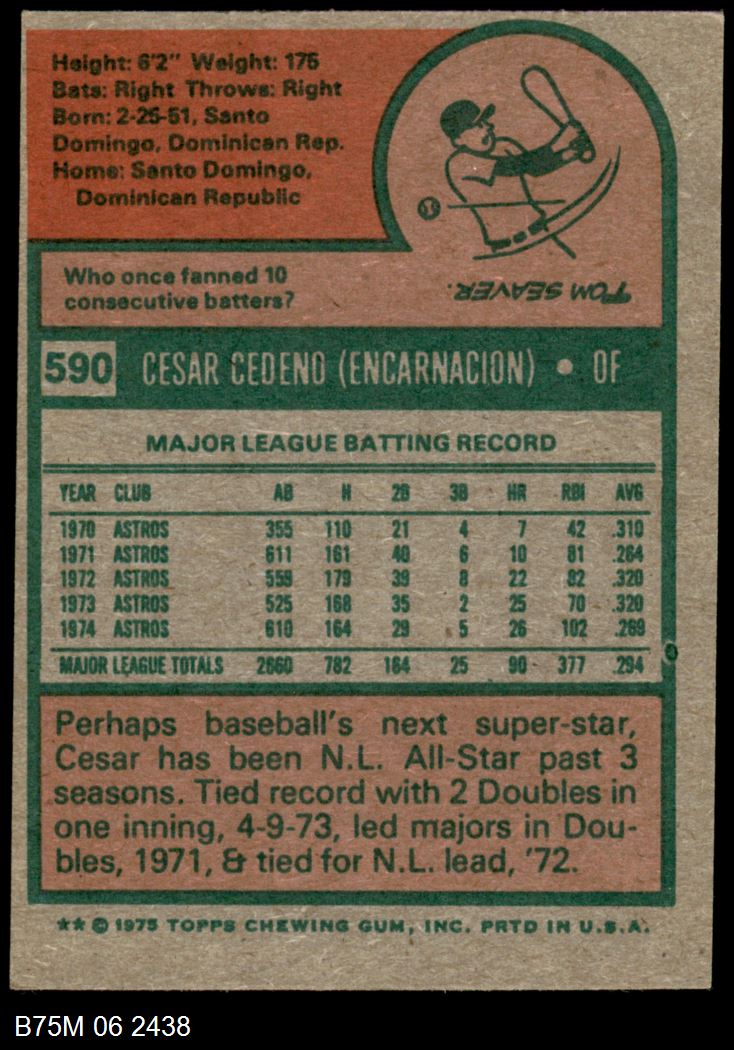 Height: 6'2" Weight: 175
Bats: Right Throws: Right
Born: 2-25-51, Santo
Domingo, Dominican Rep.
Home: Santo Domingo,
Dominican Republic
Who once fanned 10
consecutive batters?
TOM SEAVER.
590 CESAR CEDENO (ENCARNACION) • OF
MAJOR LEAGUE BATTING RECORD
YEAR CLUB AB H 2B 3B HR RBI AVG
1970 ASTROS 355 110 21 4 7 42 .310
1971 ASTROS 611 161 40 6 10 81 .264
1972 ASTROS 559 179 39 8 22 82 .320
1973 ASTROS 525 168 35 2 25 70 .320
1974 ASTROS 610 164 29 5 26 102 .269
MAJOR LEAGUE TOTALS 2660 782 164 25 90 377 .294
Perhaps baseball's next super-star,
Cesar has been N.L. All-Star past 3
seasons. Tied record with 2 Doubles in
one inning, 4-9-73, led majors in Dou-
bles, 1971, & tied for N.L. lead, '72.
** © 1975 TOPPS CHEWING GUM, INC. PRTD IN U.S.A.
B75M 06 2438